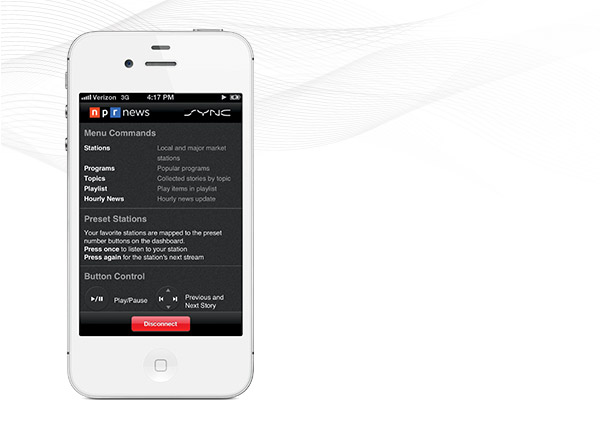 Verizon 3G 4:17 PM
npr news SYNC
Menu Commands
Stations Local and major market
stations
Programs Popular programs
Topics Collected stories by topic
Playlist Play items in playlist
Hourly News Hourly news update
Preset Stations
Your favorite stations are mapped to the preset
number buttons on the dashboard.
Press once to listen to your station
Press again for the station's next stream
Button Control
Play/Pause Previous and
Next Story
Disconnect